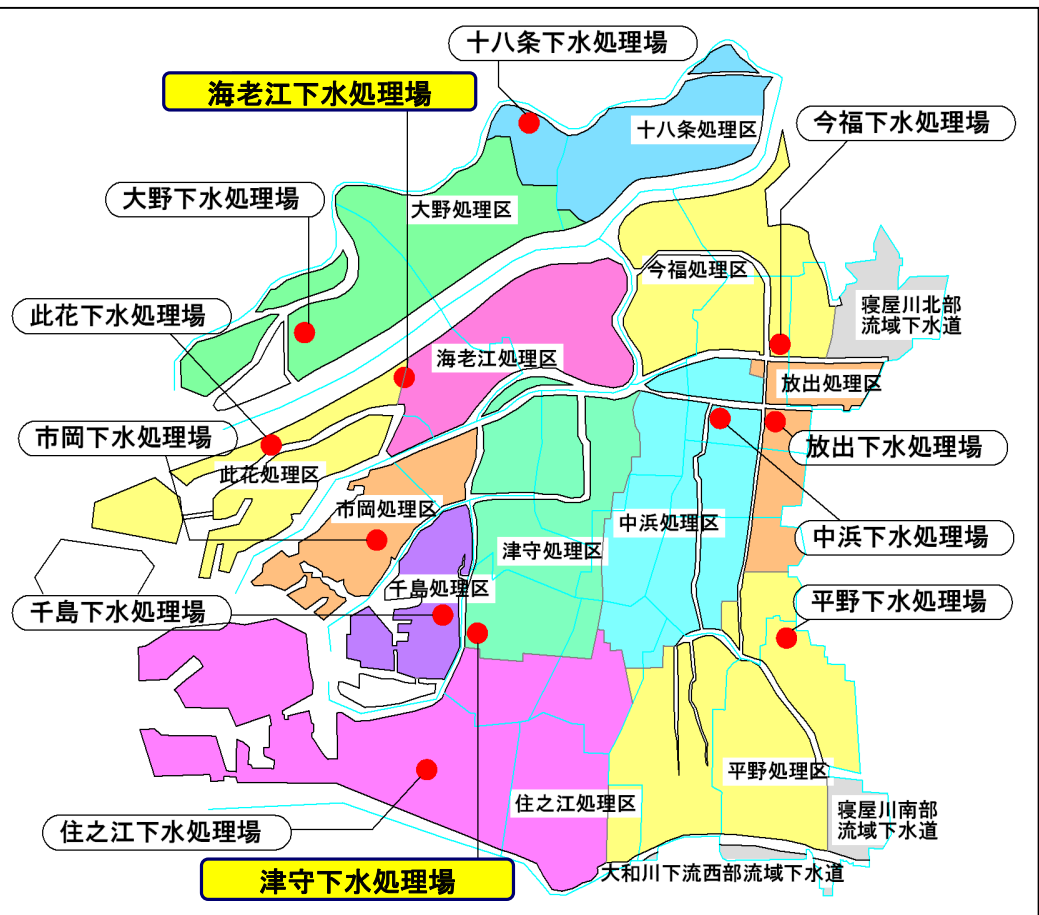 十八条下水処理場
海老江下水処理場
今福下水処理場
十八条処理区
大野下水処理場
大野処理区
今福処理区
此花下水処理場
寝屋川北部
流域下水道
海老江処理区
放出処理区
市岡下水処理場
放出下水処理場
此花処理区
市岡処理区
中浜処理区
中浜下水処理場
津守処理区
千島処理区
千島下水処理場
平野下水処理場
平野処理区
住之江処理区
寝屋川南部
流域下水道
住之江下水処理場
大和川下流西部流域下水道
津守下水処理場